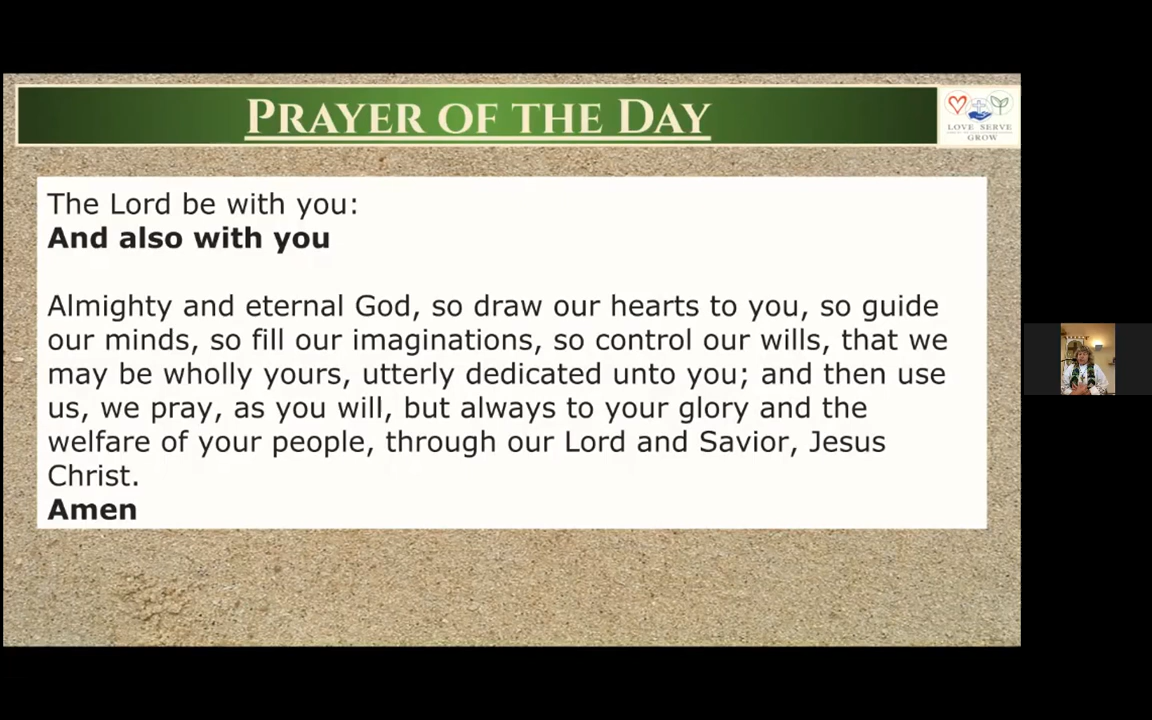 PRAYER OF THE DAY
LOVE SERVE
GROW
The Lord be with you:
And also with you
Almighty and eternal God, so draw our hearts to you, so guide
our minds, so fill our imaginations, so control our wills, that we
may be wholly yours, utterly dedicated unto you; and then use
us, we pray, as you will, but always to your glory and the
welfare of your people, through our Lord and Savior, Jesus
Christ.
Amen